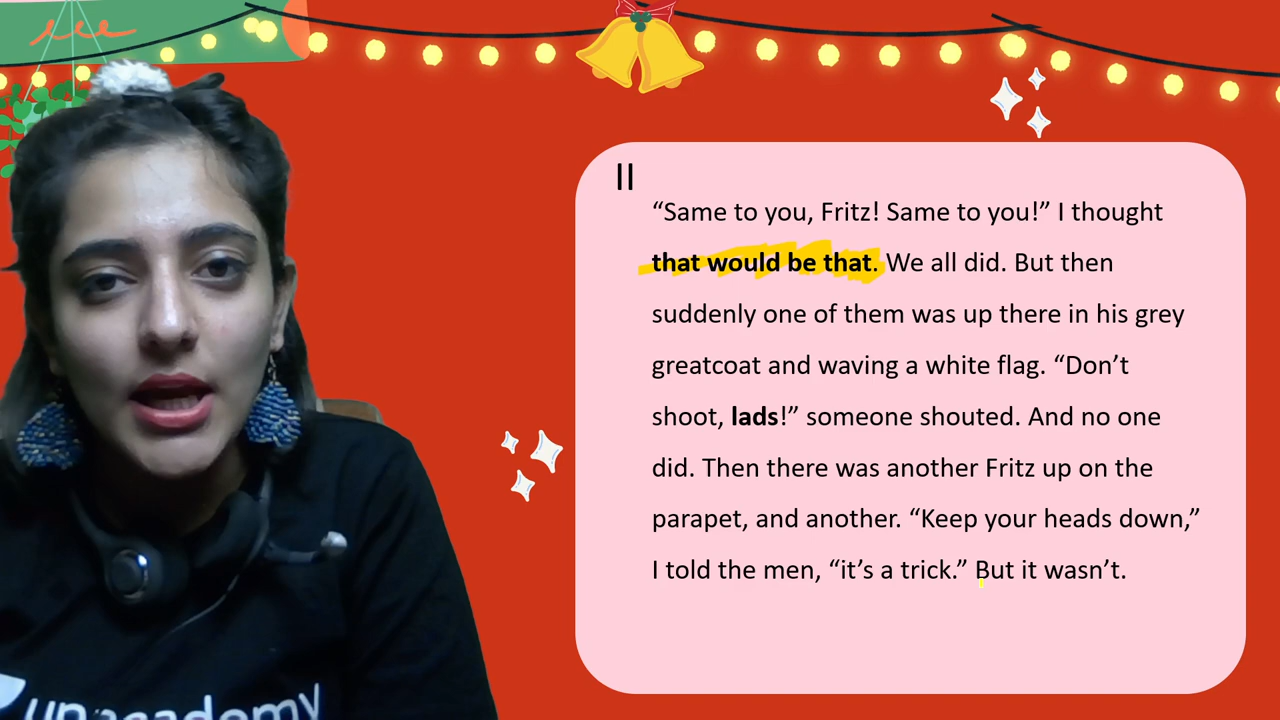 II
“Same to you, Fritz! Same to you!” I thought
that would be that. We all did. But then
suddenly one of them was up there in his grey
greatcoat and waving a white flag. “Don’t
shoot, lads!” someone shouted. And no one
did. Then there was another Fritz up on the
parapet, and another. “Keep your heads down,”
I told the men, “it’s a trick.” But it wasn’t.
unacademy